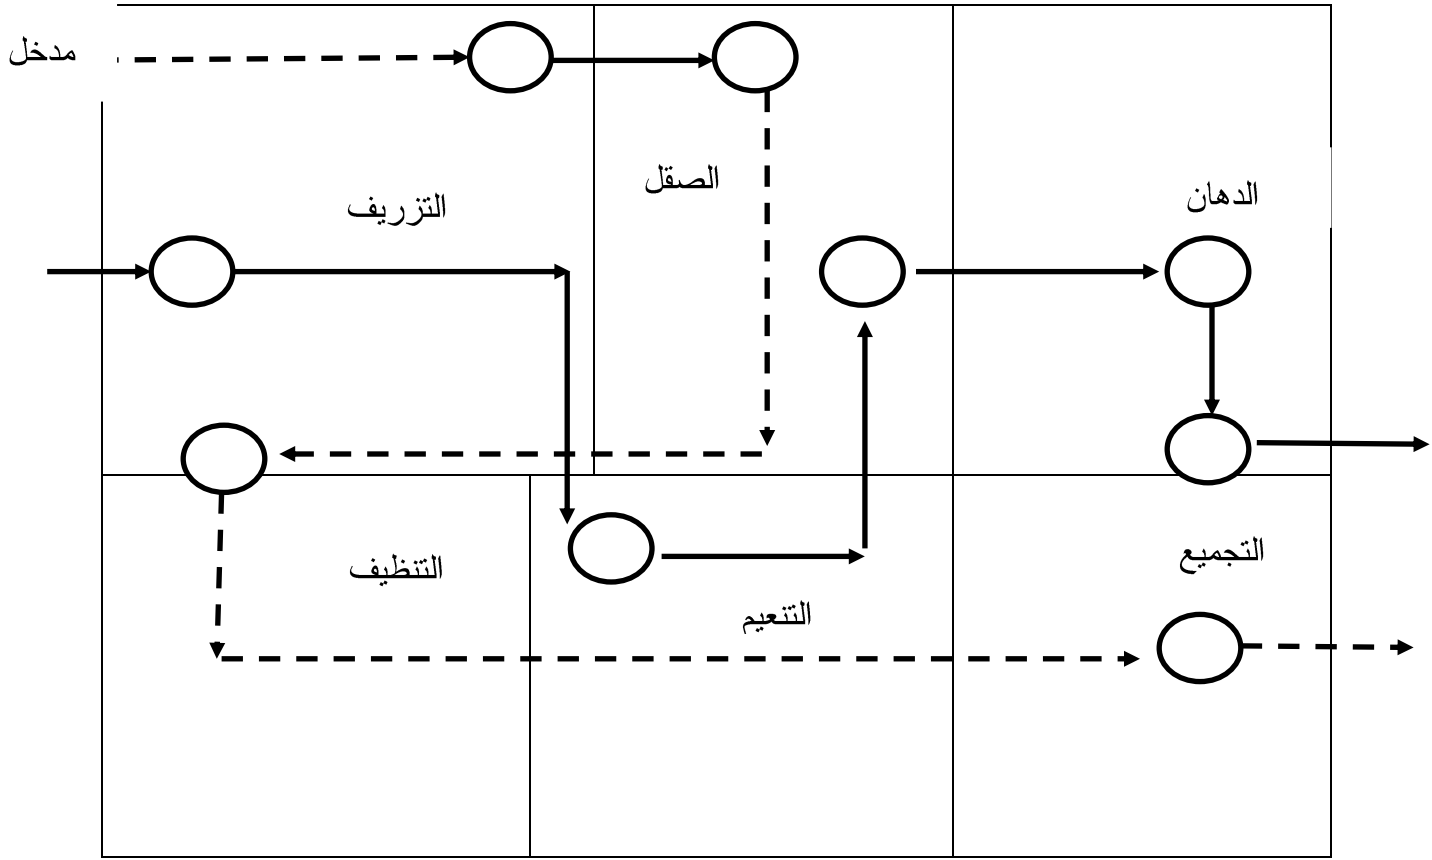 مدخل
الصقل
الدهان
التزريف
التجميع
التنظيف
التنعيم